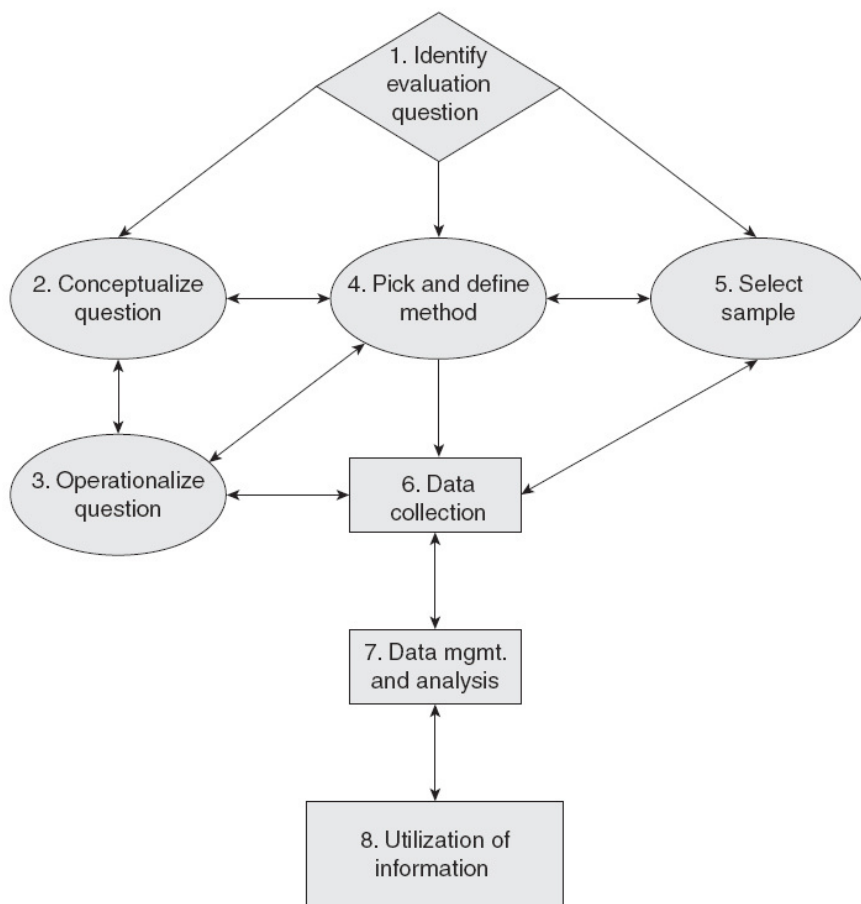 1. Identify
evaluation
question
2. Conceptualize
question
4. Pick and define
method
5. Select
sample
3. Operationalize
question
6. Data
collection
7. Data mgmt.
and analysis
8. Utilization of
information